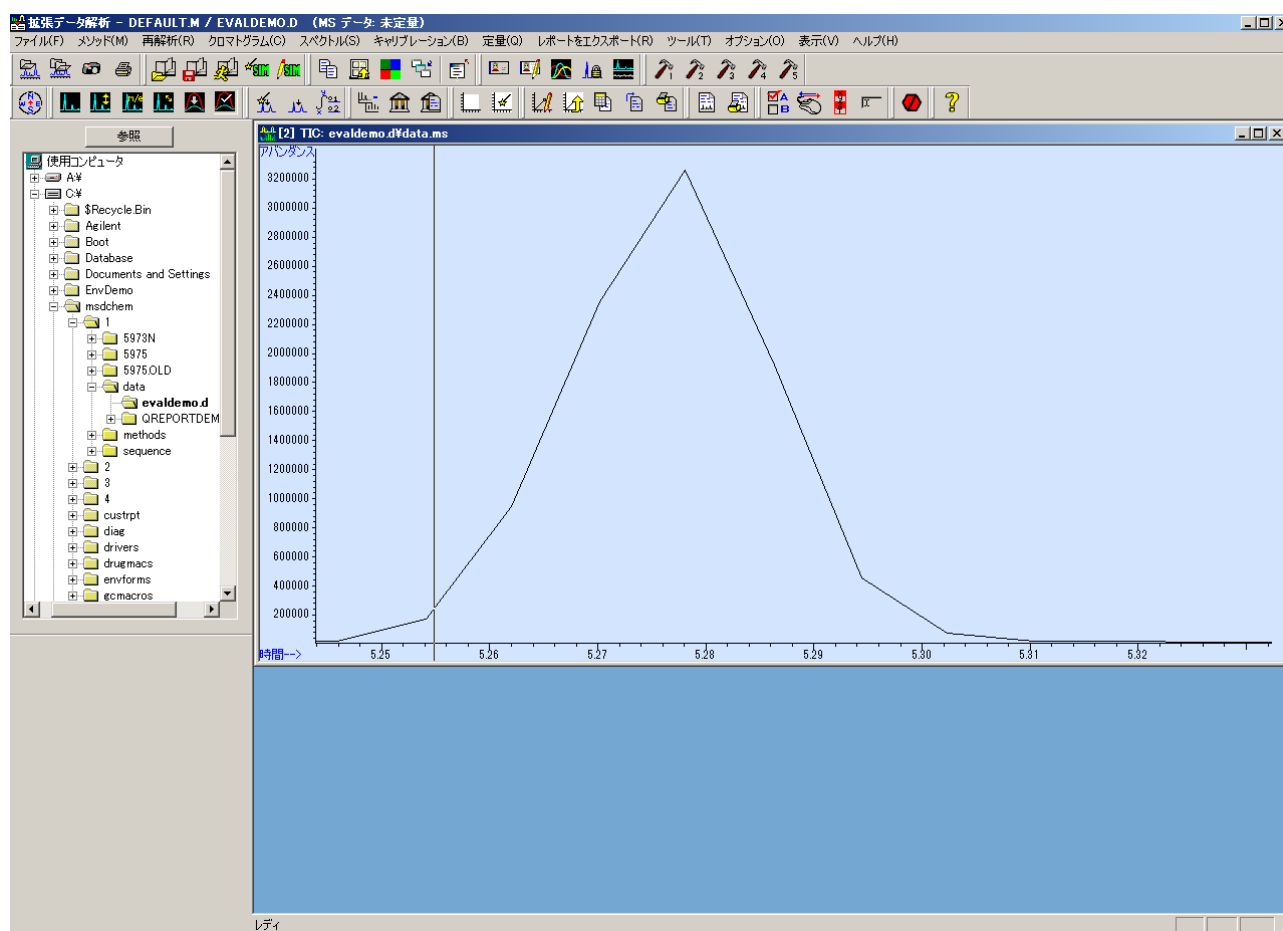 拡張データ解析 - DEFAULT.M / EVALDEMO.D (MS データ: 未定量)
ファイル(F) メソッド(M) 再解析(R) クロマトグラム(C) スペクトル(S) キャリブレーション(B) 定量(Q) レポートをエクスポート(R) ツール(T) オプション(O) 表示(V) ヘルプ(H)
SIM SIM
1 2 3 4 5
N W E S
A B
参照
使用コンピュータ
A:¥
C:¥
$Recycle.Bin
Agilent
Boot
Database
Documents and Settings
EnvDemo
msdchem
1
5973N
5975
5975.OLD
data
evaldemo.d
QREPORTDEM
methods
sequence
2
3
4
custrpt
diag
drivers
drugmacs
envforms
gcmacros
[2] TIC: evaldemo.d¥data.ms
アバンダンス
3200000
3000000
2800000
2600000
2400000
2200000
2000000
1800000
1600000
1400000
1200000
1000000
800000
600000
400000
200000
時間-->
5.25 5.26 5.27 5.28 5.29 5.30 5.31 5.32
レディ